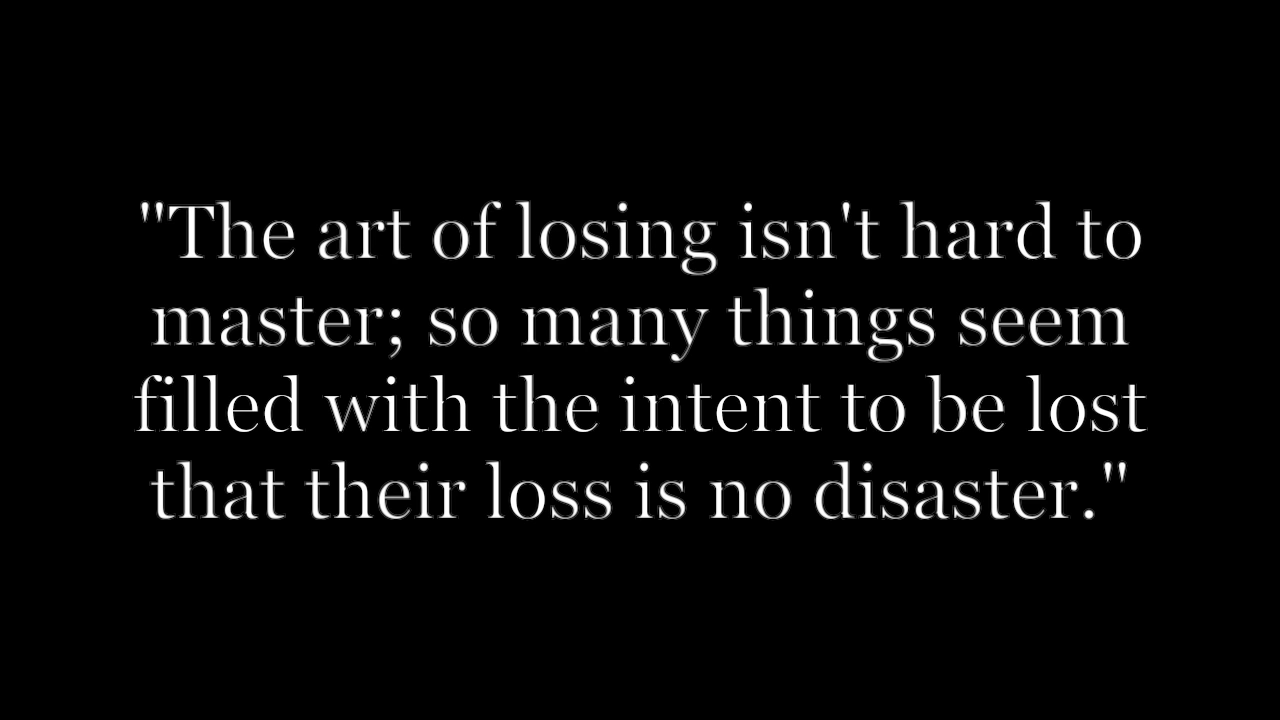 "The art of losing isn't hard to
master; so many things seem
filled with the intent to be lost
that their loss is no disaster."